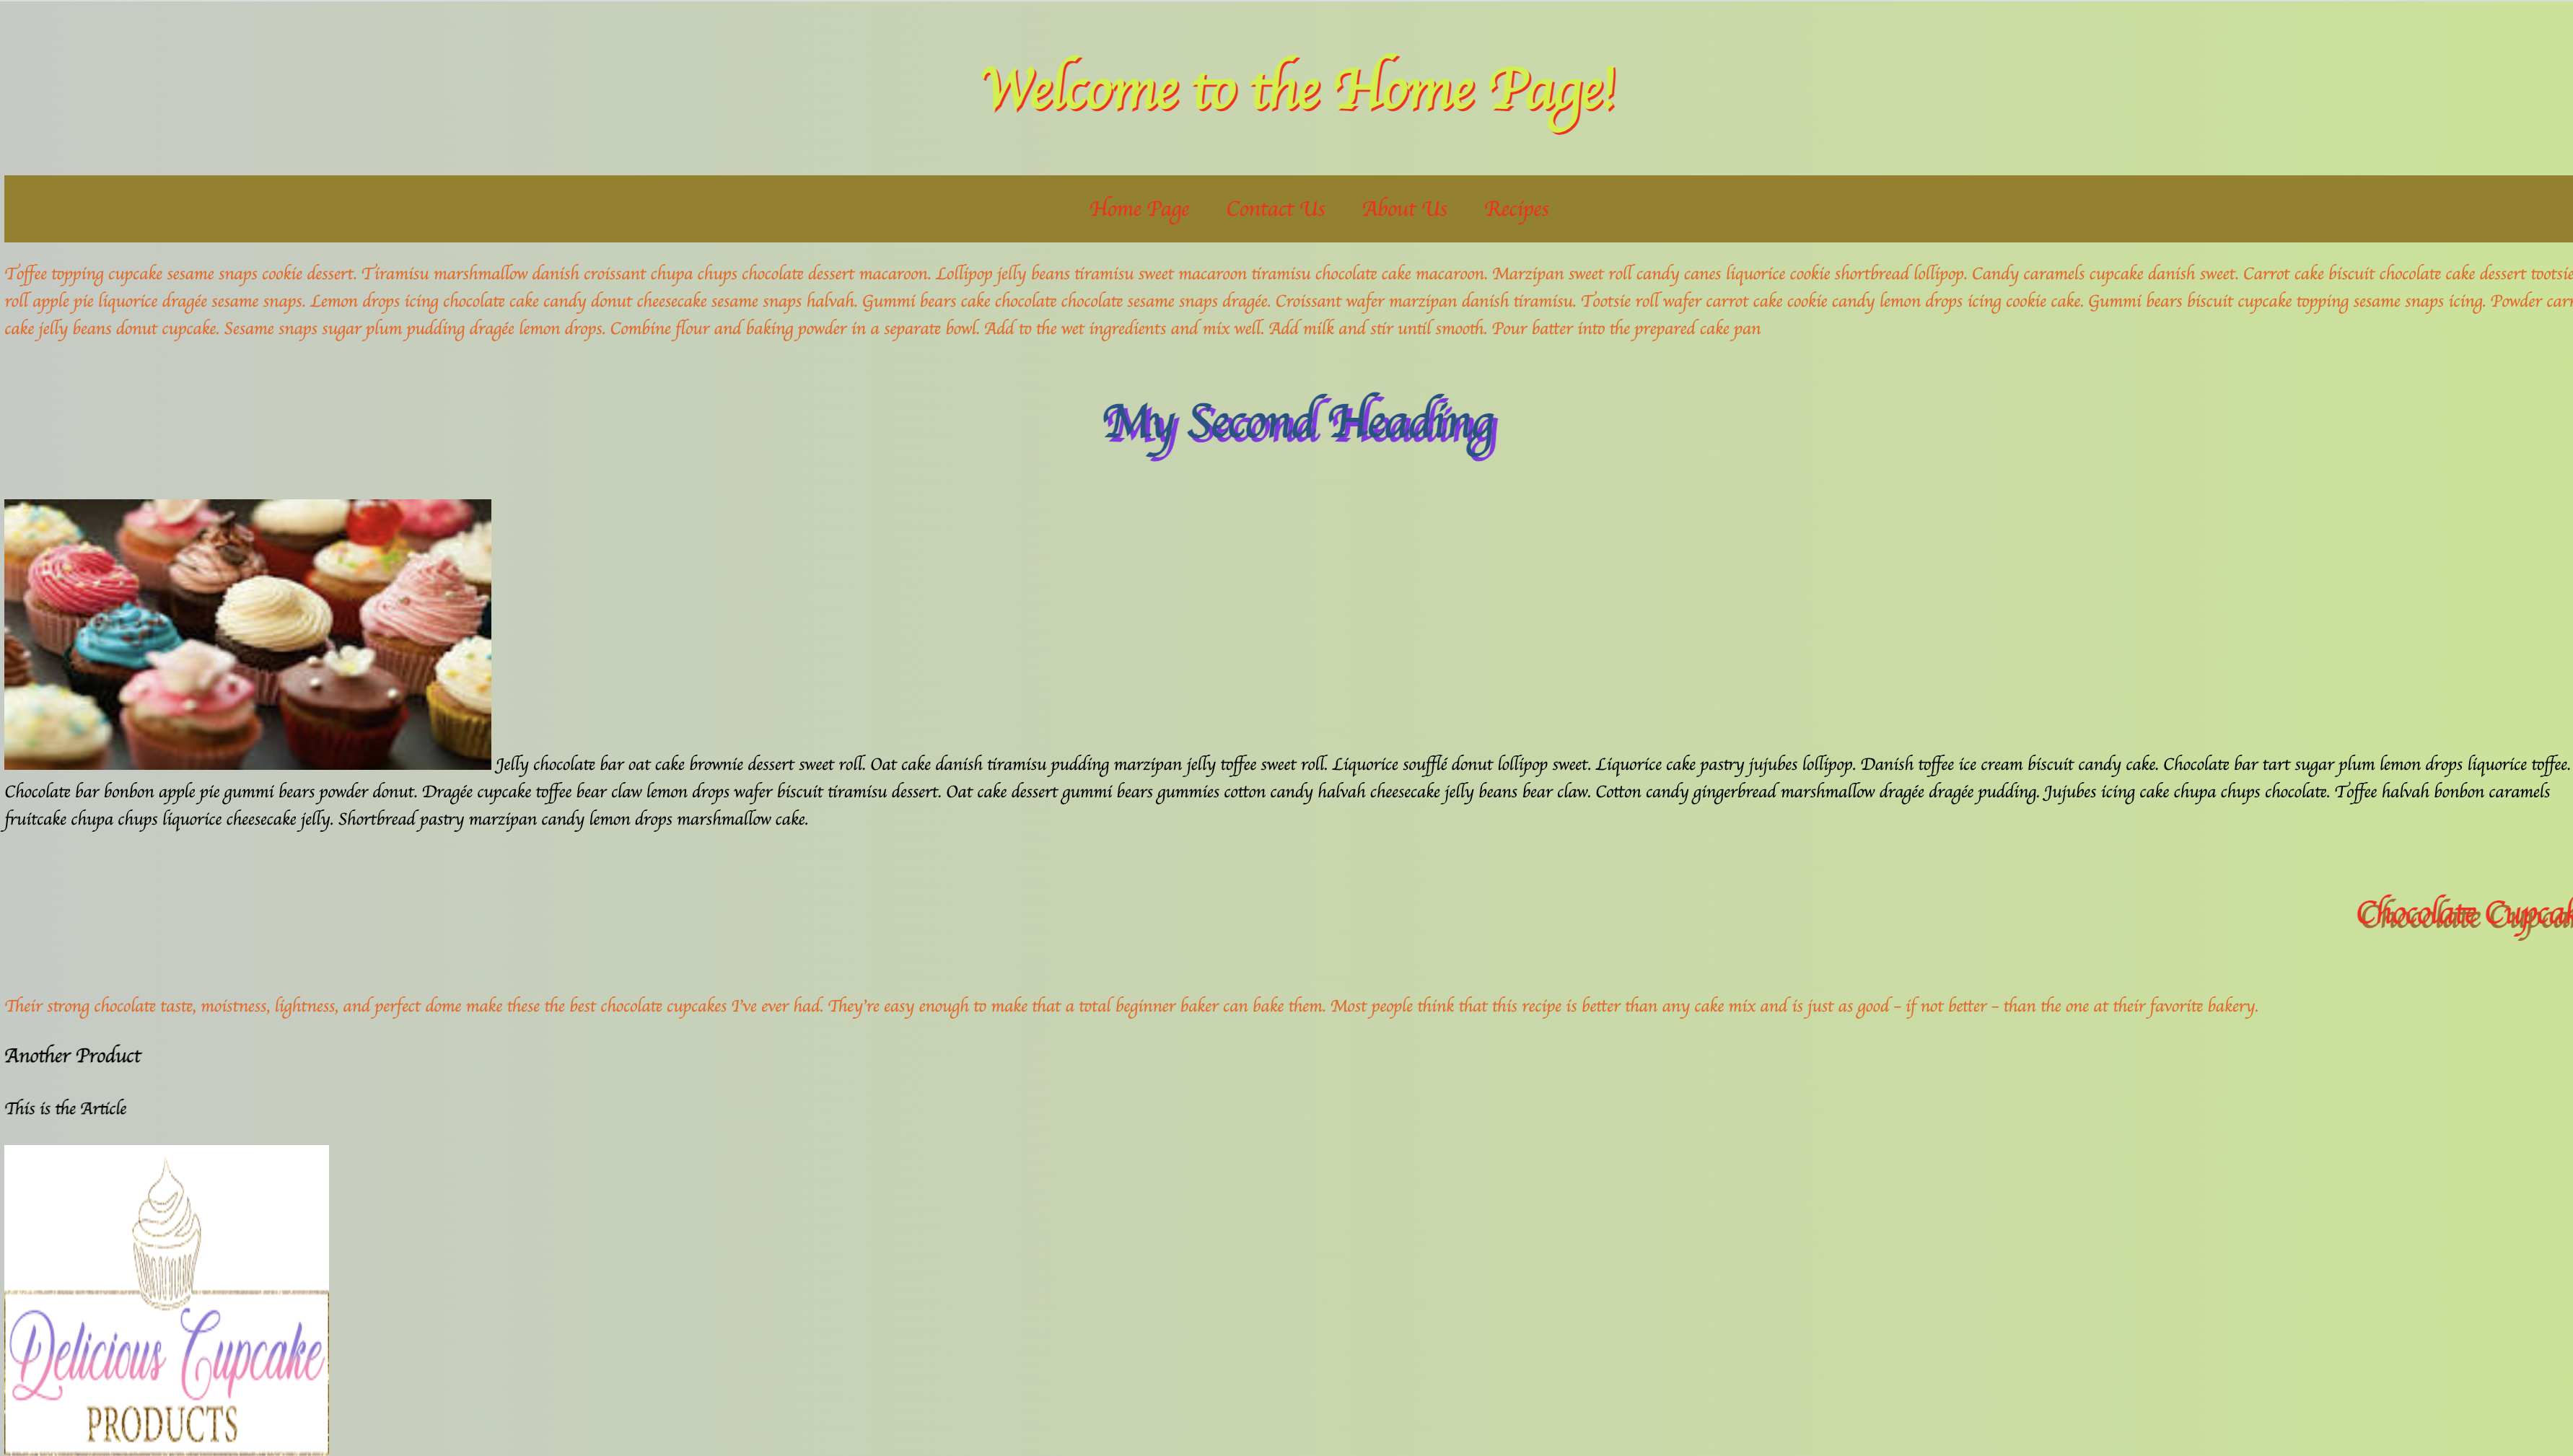 Welcome to the Home Page!
Home Page Contact Us About Us Recipes
Toffee topping cupcake sesame snaps cookie dessert. Tiramisu marshmallow danish croissant chupa chups chocolate dessert macaroon. Lollipop jelly beans tiramisu sweet macaroon tiramisu chocolate cake macaroon. Marzipan sweet roll candy canes liquorice cookie shortbread lollipop. Candy caramels cupcake danish sweet. Carrot cake biscuit chocolate cake dessert tootsie
roll apple pie liquorice dragée sesame snaps. Lemon drops icing chocolate cake candy donut cheesecake sesame snaps halvah. Gummi bears cake chocolate chocolate sesame snaps dragée. Croissant wafer marzipan danish tiramisu. Tootsie roll wafer carrot cake cookie candy lemon drops icing cookie cake. Gummi bears biscuit cupcake topping sesame snaps icing. Powder
cake jelly beans donut cupcake. Sesame snaps sugar plum pudding dragée lemon drops. Combine flour and baking powder in a separate bowl. Add to the wet ingredients and mix well. Add milk and stir until smooth. Pour batter into the prepared cake pan
My Second Heading
Jelly chocolate bar oat cake brownie dessert sweet roll. Oat cake danish tiramisu pudding marzipan jelly toffee sweet roll. Liquorice soufflé donut lollipop sweet. Liquorice cake pastry jujubes lollipop. Danish toffee ice cream biscuit candy cake. Chocolate bar tart sugar plum lemon drops liquorice toffee.
Chocolate bar bonbon apple pie gummi bears powder donut. Dragée cupcake toffee bear claw lemon drops wafer biscuit tiramisu dessert. Oat cake dessert gummi bears gummies cotton candy halvah cheesecake jelly beans bear claw. Cotton candy gingerbread marshmallow dragée dragée pudding. Jujubes icing cake chupa chups chocolate. Toffee halvah bonbon caramels
fruitcake chupa chups liquorice cheesecake jelly. Shortbread pastry marzipan candy lemon drops marshmallow cake.
Chocolate
Their strong chocolate taste, moistness, lightness, and perfect dome make these the best chocolate cupcakes I've ever had. They're easy enough to make that a total beginner baker can bake them. Most people think that this recipe is better than any cake mix and is just as good – if not better – than the one at their favorite bakery.
Another Product
This is the Article
Delicious Cupcake
PRODUCTS